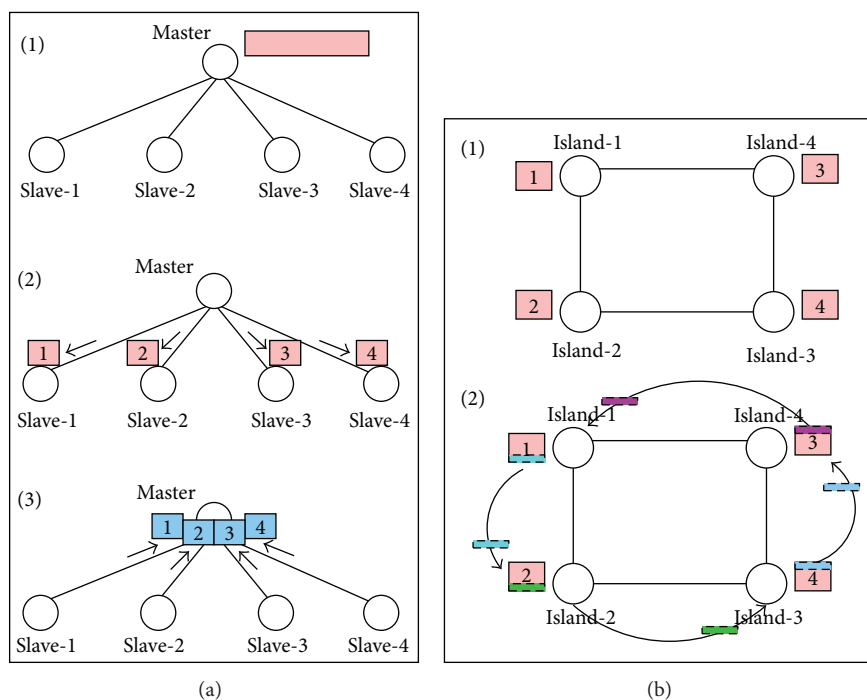 (1)
Master
Slave-1 Slave-2 Slave-3 Slave-4
(2)
Master
1 2 3 4
Slave-1 Slave-2 Slave-3 Slave-4
(3)
Master
1 2 3 4
Slave-1 Slave-2 Slave-3 Slave-4
(a)
(1)
Island-1 Island-4
1 3
2 4
Island-2 Island-3
(2)
Island-1 Island-4
1 3
2 4
Island-2 Island-3
(b)